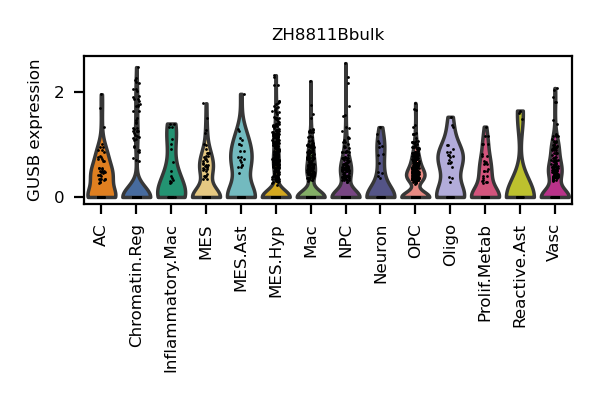 ZH8811Bbulk
GUSB expression
2
0
AC
Chromatin.Reg
Inflammatory.Mac
MES
MES.Ast
MES.Hyp
Mac
NPC
Neuron
OPC
Oligo
Prolif.Metab
Reactive.Ast
Vasc